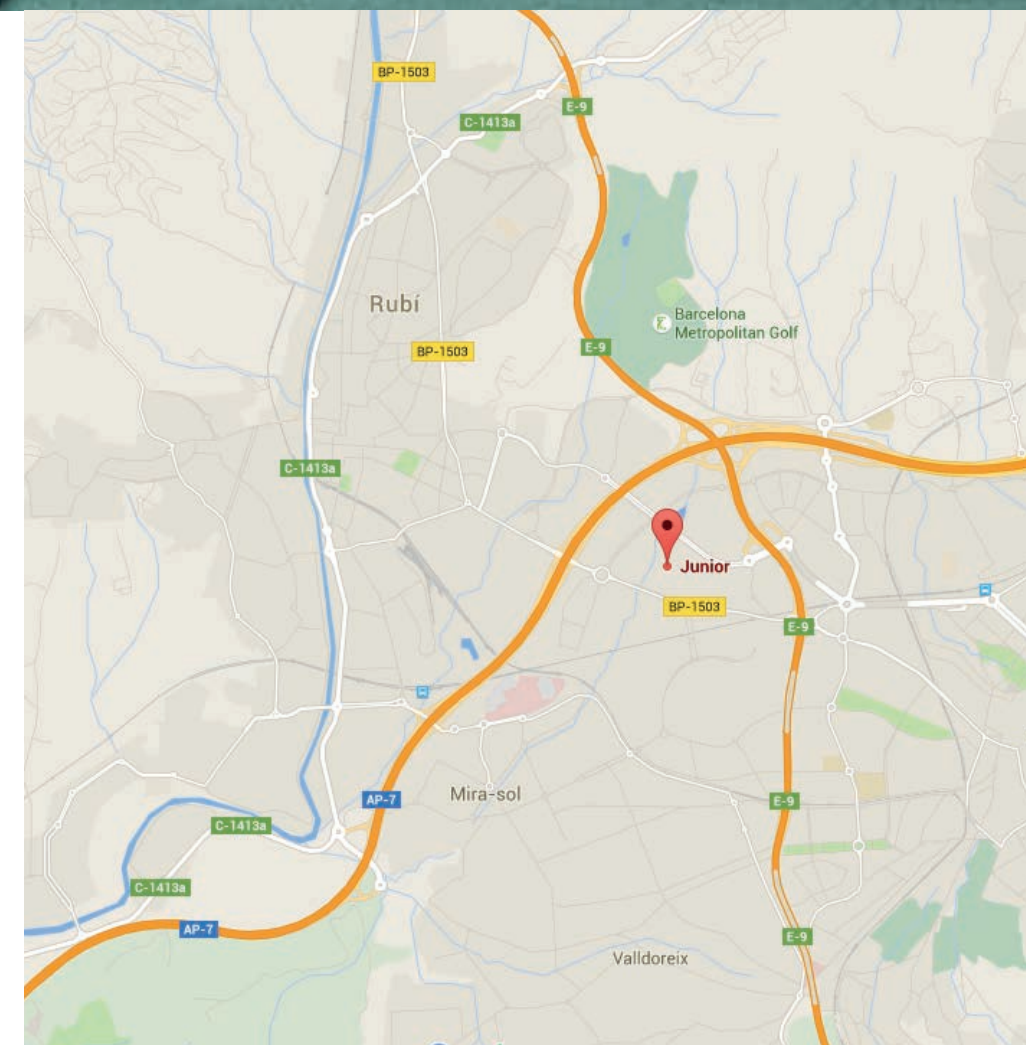 BP-1503
E-9
C-1413a
Rubí
Barcelona
Metropolitan Golf
E-9
BP-1503
C-1413a
Junior
BP-1503
E-9
Mira-sol
AP-7
E-9
C-1413a
C-1413a
AP-7
E-9
Valldoreix